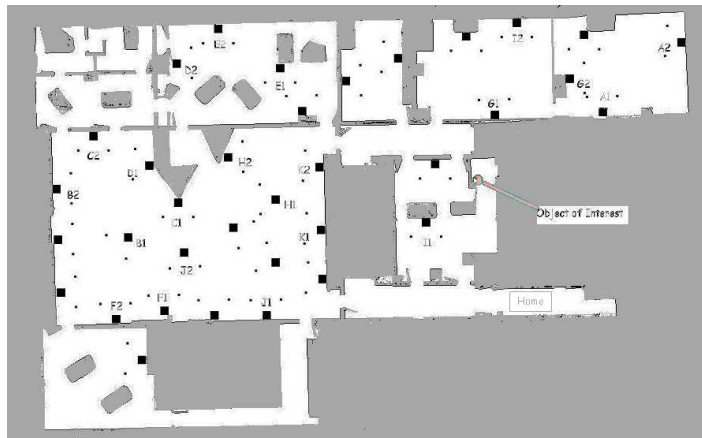 I2
E2
A2
D2
E1
G2
A1
G1
C2
H2
D1
K2
B2
H1
Object of Interest
C1
B1
K1
I1
J2
Home
F2
F1
J1